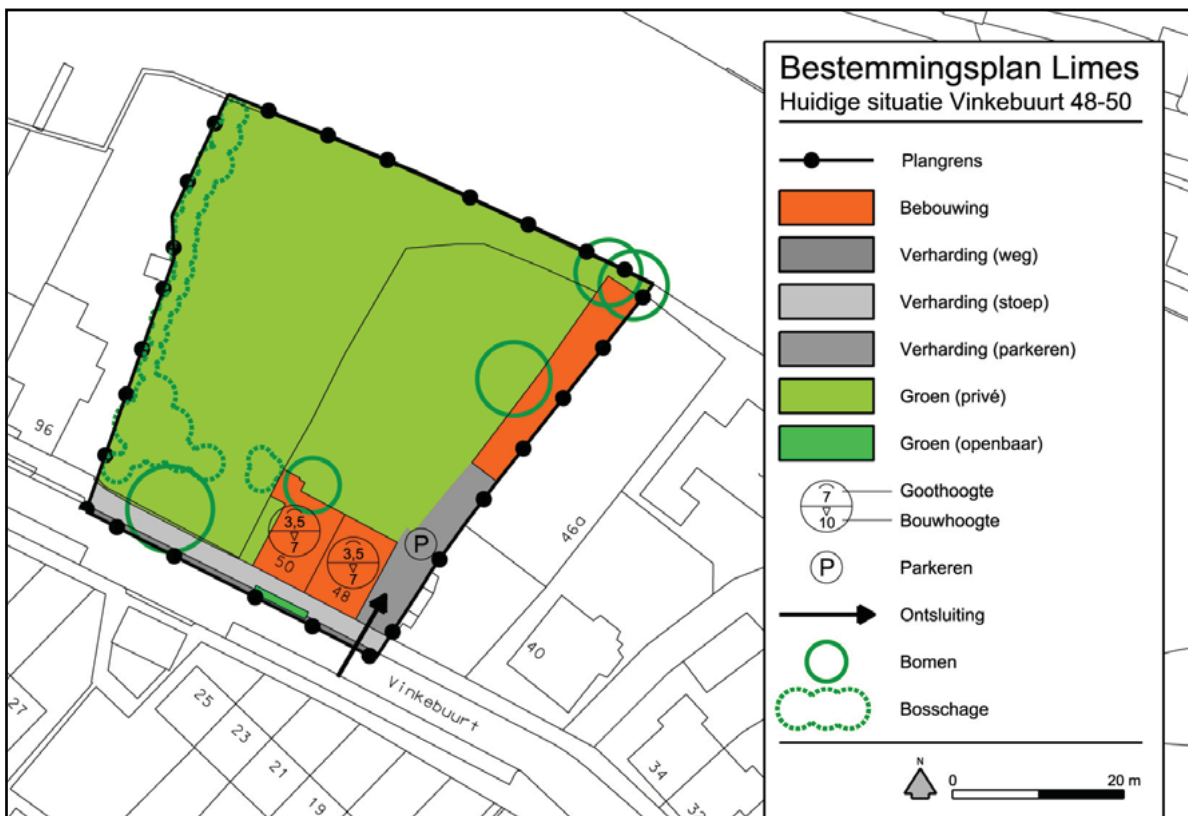 Bestemmingsplan Limes
Huidige situatie Vinkebuurt 48-50
Plangrens
Bebouwing
Verharding (weg)
Verharding (stoep)
Verharding (parkeren)
Groen (privé)
Groen (openbaar)
7
10
Goothoogte
Bouwhoogte
P
Parkeren
Ontsluiting
Bomen
Bosschage
N
0
20 m
96
3,5
7
50
3,5
7
48
P
46a
40
Vinkebuurt
27
25
23
21
19
34
32